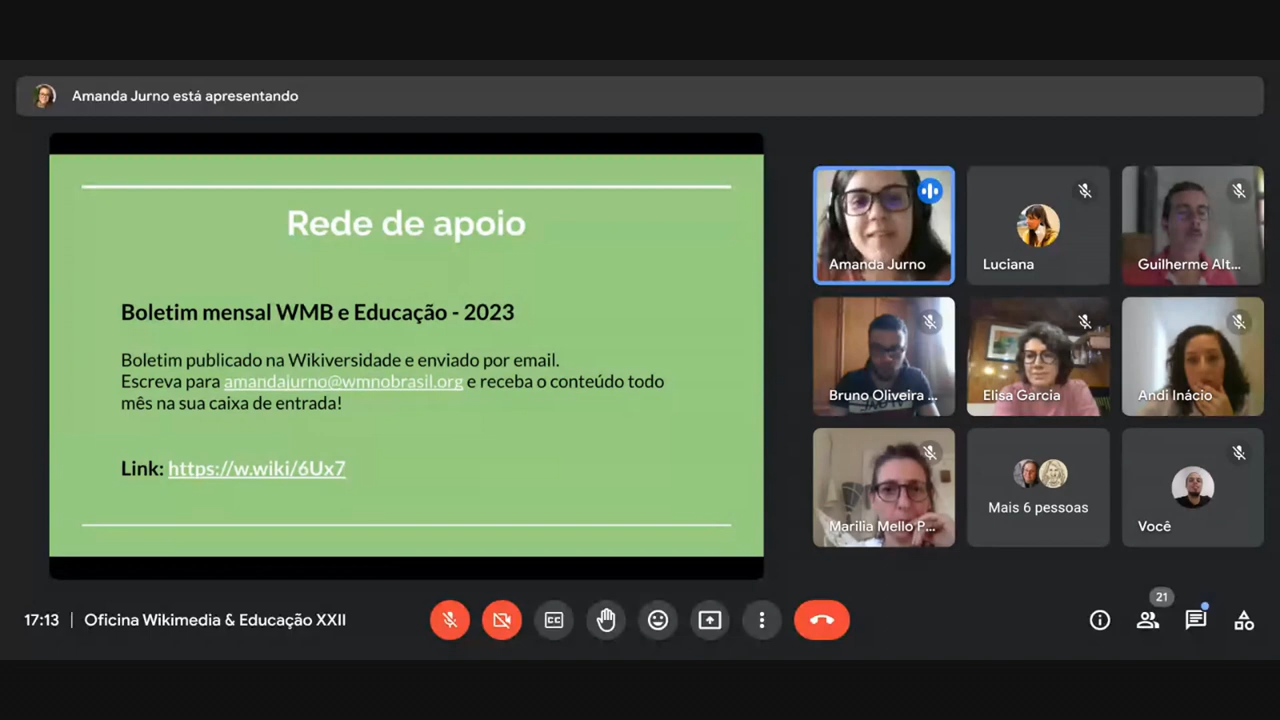 Amanda Jurno está apresentando
Rede de apoio
Boletim mensal WMB e Educação - 2023
Boletim publicado na Wikiversidade e enviado por email.
Escreva para amandajurno@wmnobrasil.org e receba o conteúdo todo
mês na sua caixa de entrada!
Link: https://w.wiki/6Ux7
Amanda Jurno
Luciana
Guilherme Alt...
Bruno Oliveira ...
Elisa Garcia
Andi Inácio
Marilia Mello P...
Mais 6 pessoas
Você
17:13 | Oficina Wikimedia & Educação XXII
CC
21